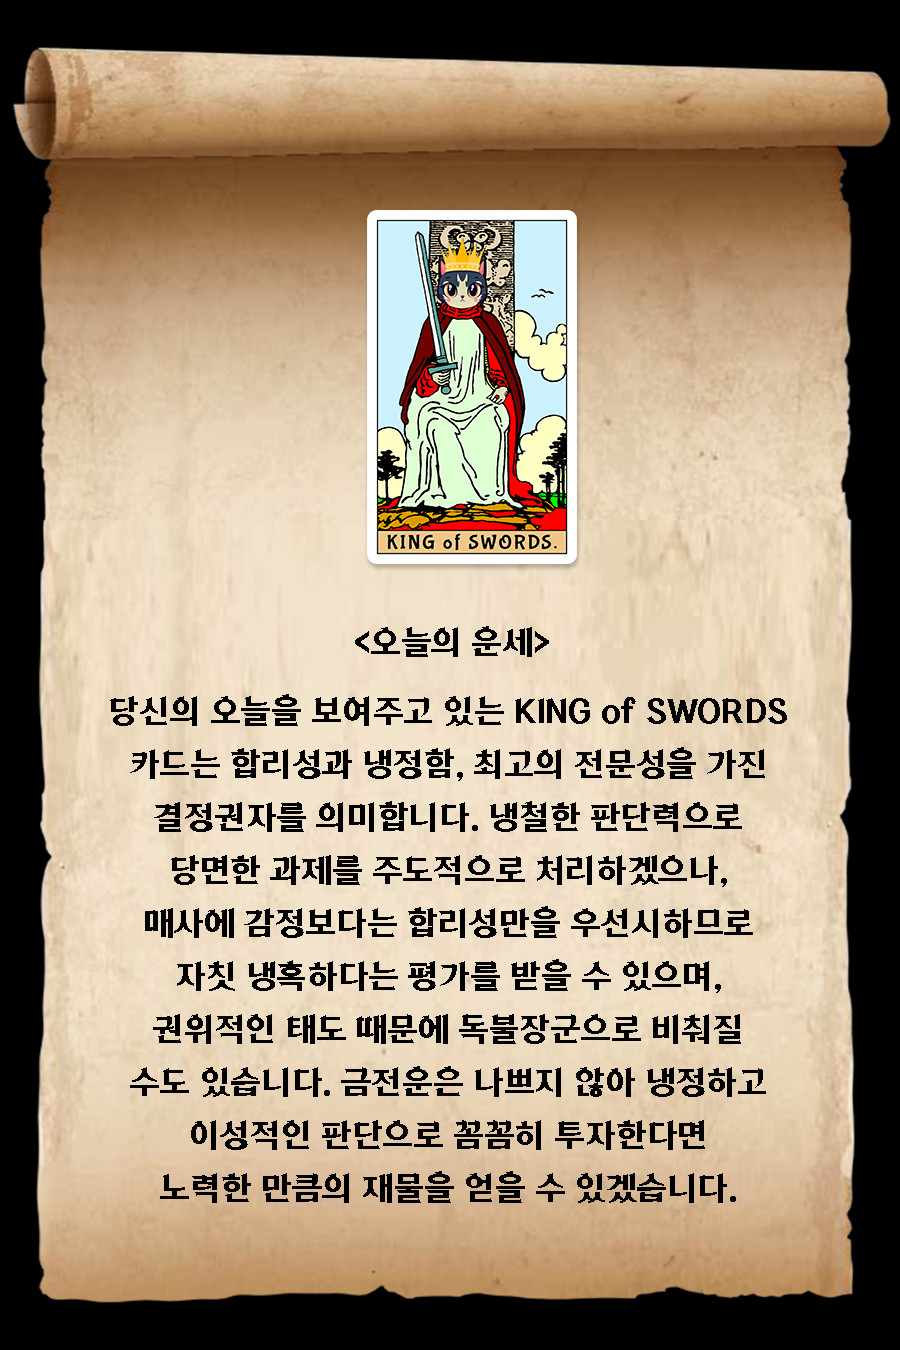 KING of SWORDS.
<오늘의 운세>
당신의 오늘을 보여주고 있는 KING of SWORDS
카드는 합리성과 냉정함, 최고의 전문성을 가진
결정권자를 의미합니다. 냉철한 판단력으로
당면한 과제를 주도적으로 처리하겠으나,
매사에 감정보다는 합리성만을 우선시하므로
자칫 냉혹하다는 평가를 받을 수 있으며,
권위적인 태도 때문에 독불장군으로 비춰질
수도 있습니다. 금전운은 나쁘지 않아 냉정하고
이성적인 판단으로 꼼꼼히 투자한다면
노력한 만큼의 재물을 얻을 수 있겠습니다.